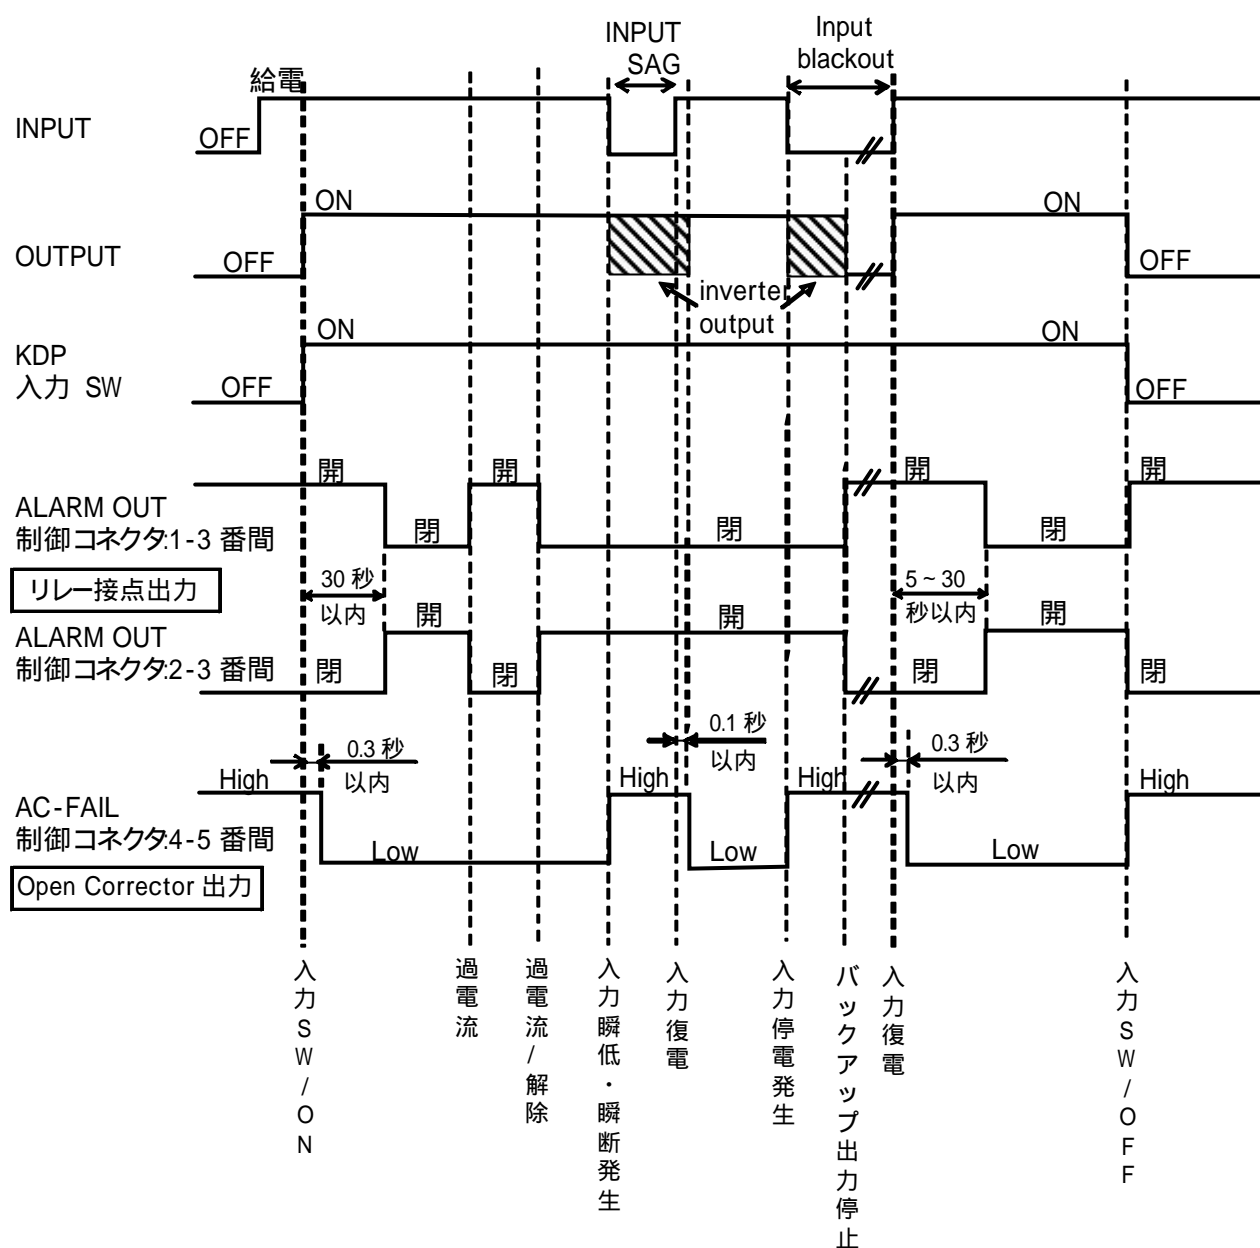 INPUT
SAG
Input
blackout
給電
INPUT
OFF
ON
ON
OUTPUT
OFF
OFF
inverter
output
ON
ON
KDP
入力 SW
OFF
OFF
開
開
開
開
ALARM OUT
制御コネクタ:1-3 番間
閉
閉
閉
リレー接点出力
30 秒
以内
5~30
秒以内
開
開
開
ALARM OUT
制御コネクタ:2-3 番間
閉
閉
閉
閉
0.3 秒
以内
0.1 秒
以内
0.3 秒
以内
High
High
High
High
AC-FAIL
制御コネクタ:4-5 番間
Low
Low
Low
Open Corrector 出力
入力SW/ON
過電流
過電流/解除
入力瞬低・瞬断発生
入力復電
入力停電発生
バックアップ出力停止
入力復電
入力SW/OFF